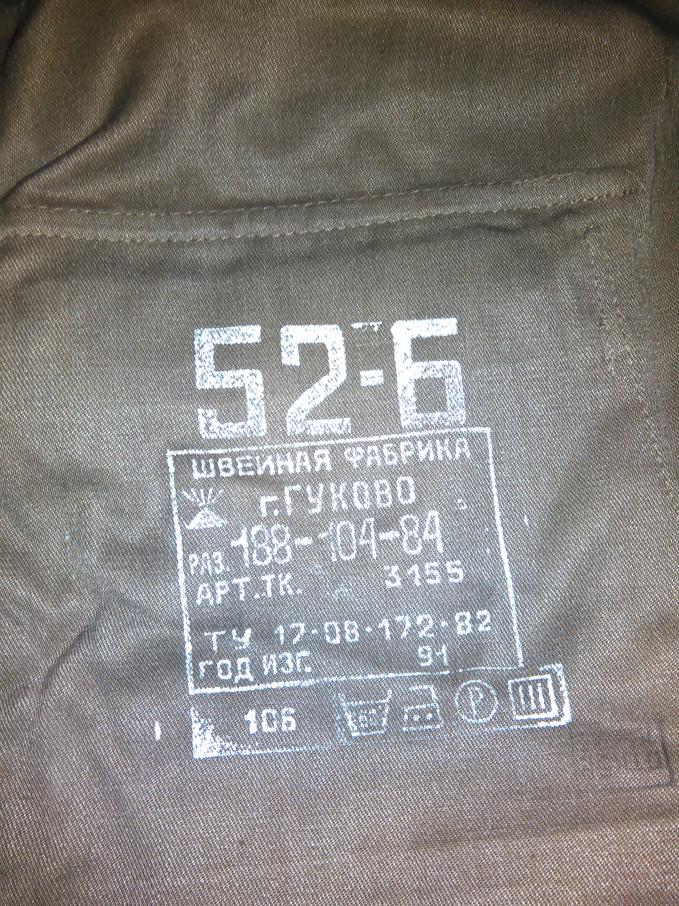 52-6
ШВЕЙНАЯ ФАБРИКА
г.ГУКОВО
РАЗ. 188-104-84
АРТ.ТК. 3155
ТУ 17-08-172-82
ГОД ИЗГ. 91
106 P